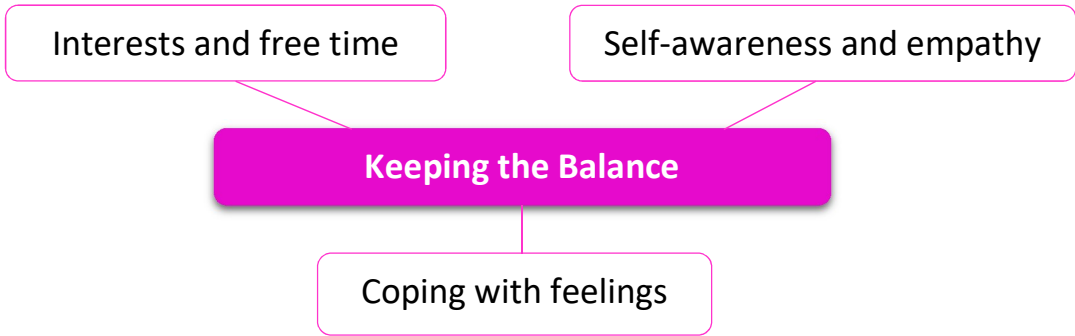 Interests and free time
Self-awareness and empathy
Keeping the Balance
Coping with feelings